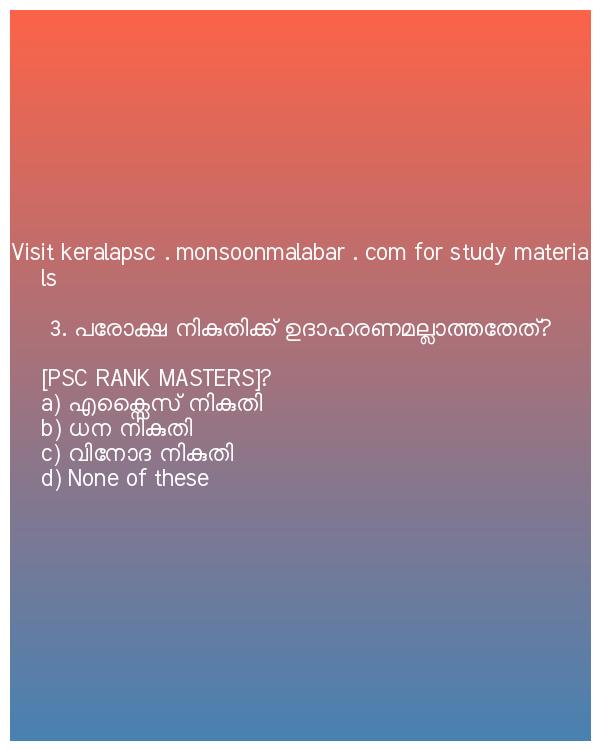 Visit keralapsc . monsoonmalabar . com for study materia
ls
3. പരോക്ഷ നികുതിക്ക് ഉദാഹരണമല്ലാത്തതേത്?
[PSC RANK MASTERS]?
a) എക്സൈസ് നികുതി
b) ധന നികുതി
c) വിനോദ നികുതി
d) None of these